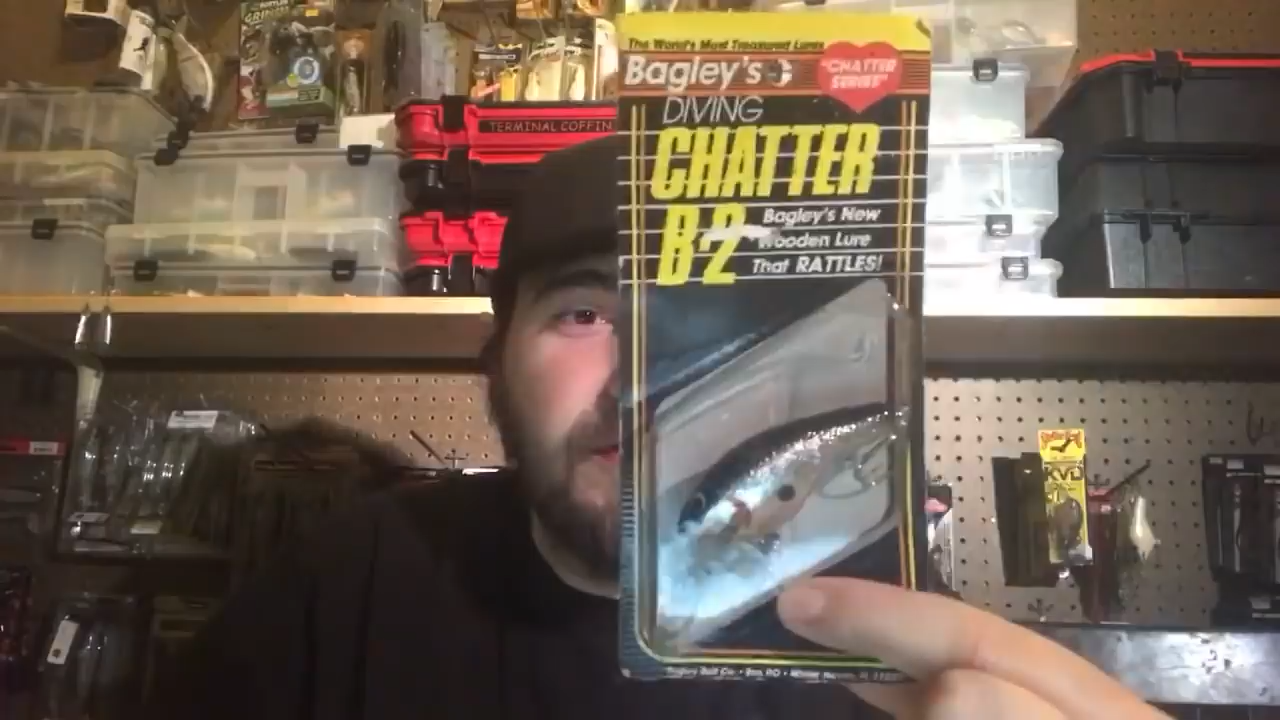 The World's Most Treasured Lures
Bagley's
"CHATTER
SERIES"
DIVING
CHATTER
B-2
Bagley's New
Wooden Lure
That RATTLES!
TERMINAL COFFIN
KVD